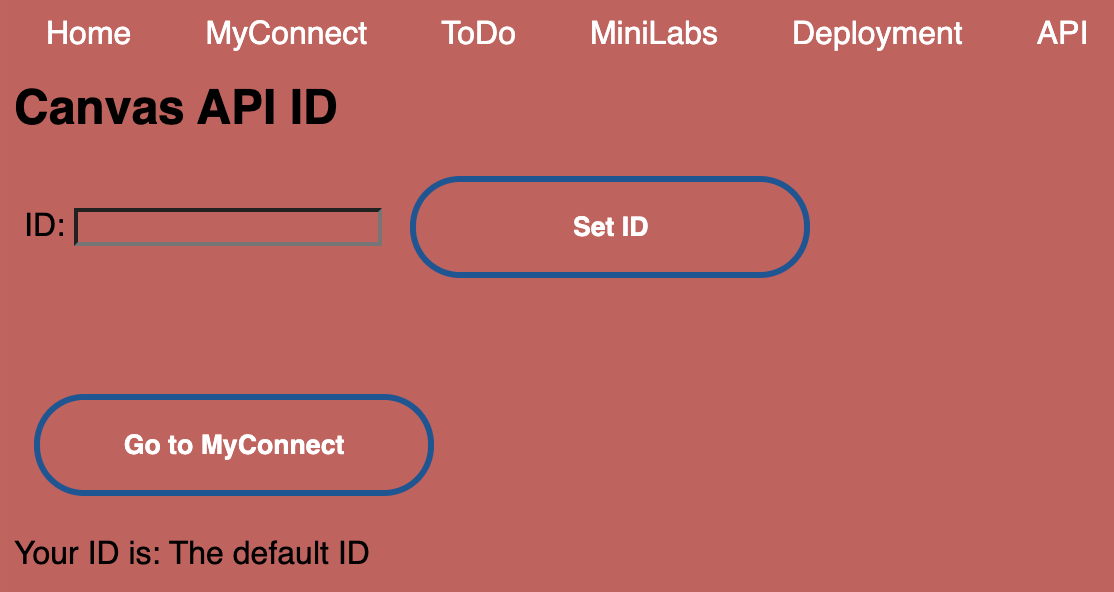 Home MyConnect ToDo MiniLabs Deployment API
Canvas API ID
ID: Set ID
Go to MyConnect
Your ID is: The default ID